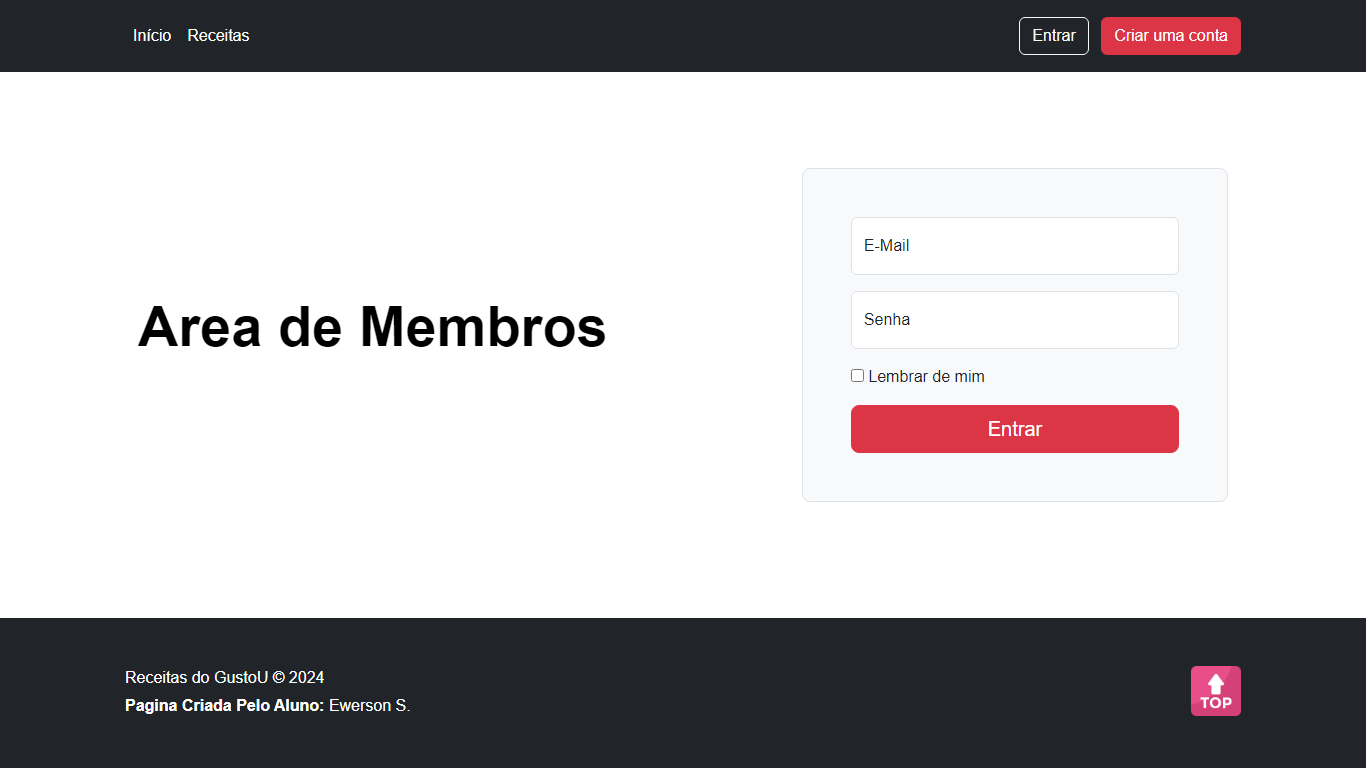 Início Receitas Entrar Criar uma conta
Area de Membros
E-Mail
Senha
Lembrar de mim
Entrar
Receitas do GustoU © 2024
Pagina Criada Pelo Aluno: Ewerson S.
TOP